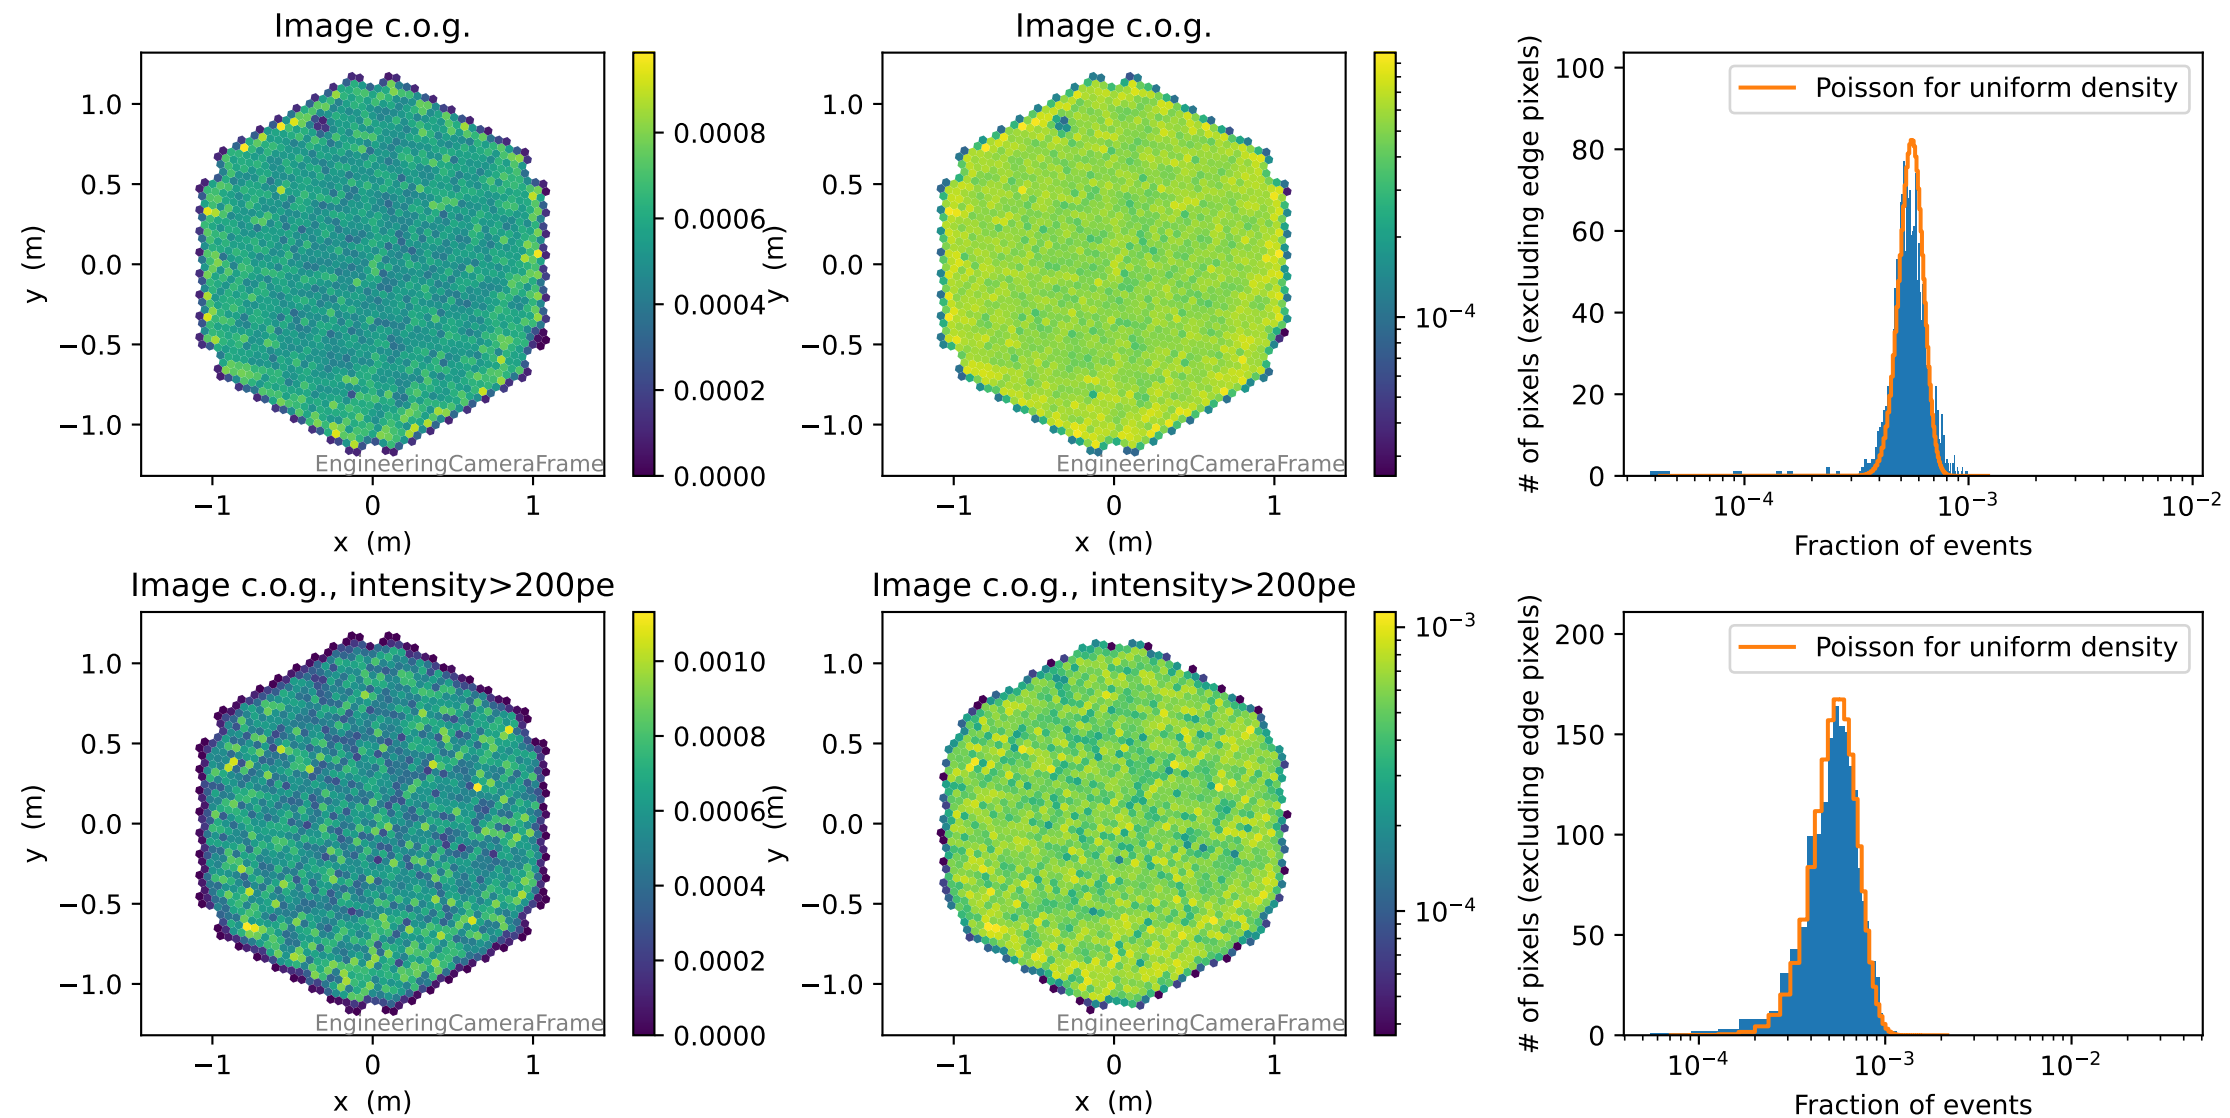 Image c.o.g.
1.0
0.5
0.0
−0.5
−1.0
y (m)
−1
0
1
x (m)
EngineeringCameraFrame
0.0008
0.0006
0.0004
0.0002
0.0000
Image c.o.g.
1.0
0.5
0.0
−0.5
−1.0
y (m)
−1
0
1
x (m)
EngineeringCameraFrame
10⁻⁴
Poisson for uniform density
100
80
60
40
20
0
# of pixels (excluding edge pixels)
10⁻⁴
10⁻³
10⁻²
Fraction of events
Image c.o.g., intensity>200pe
1.0
0.5
0.0
−0.5
−1.0
y (m)
−1
0
1
x (m)
EngineeringCameraFrame
0.0010
0.0008
0.0006
0.0004
0.0002
0.0000
Image c.o.g., intensity>200pe
1.0
0.5
0.0
−0.5
−1.0
y (m)
−1
0
1
x (m)
EngineeringCameraFrame
10⁻³
10⁻⁴
Poisson for uniform density
200
150
100
50
0
# of pixels (excluding edge pixels)
10⁻⁴
10⁻³
10⁻²
Fraction of events